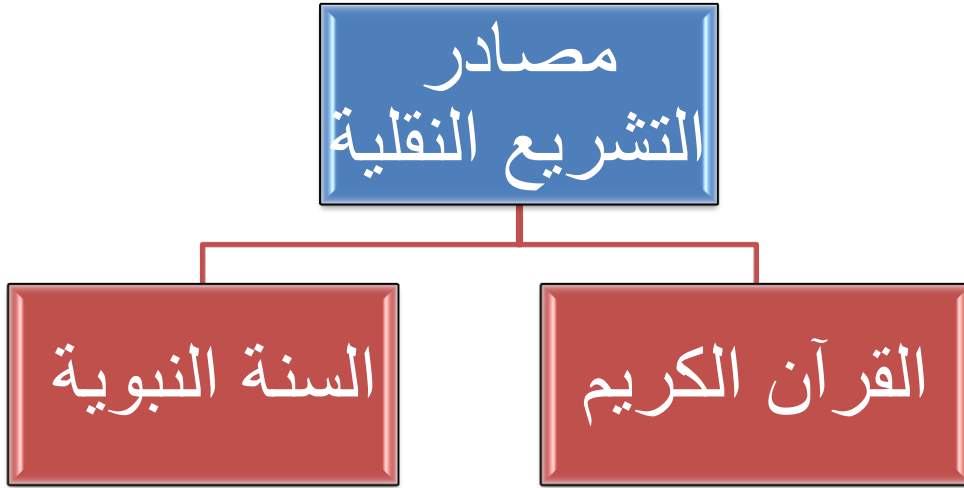 مصادر
التشريع النقلية
القرآن الكريم
السنة النبوية